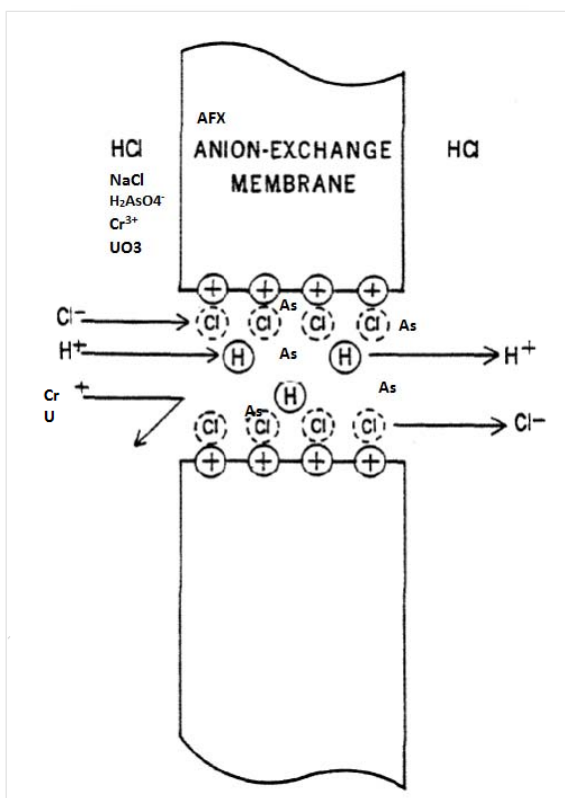 AFX
HCl ANION-EXCHANGE HCl
MEMBRANE
NaCl
H₂AsO4⁻
Cr³⁺
UO3
+ + + +
As
Cl⁻ Cl Cl Cl Cl As
H⁺ H As H H⁺
Cr ⁺ As
H
U As
Cl Cl Cl Cl Cl⁻
+ + + +